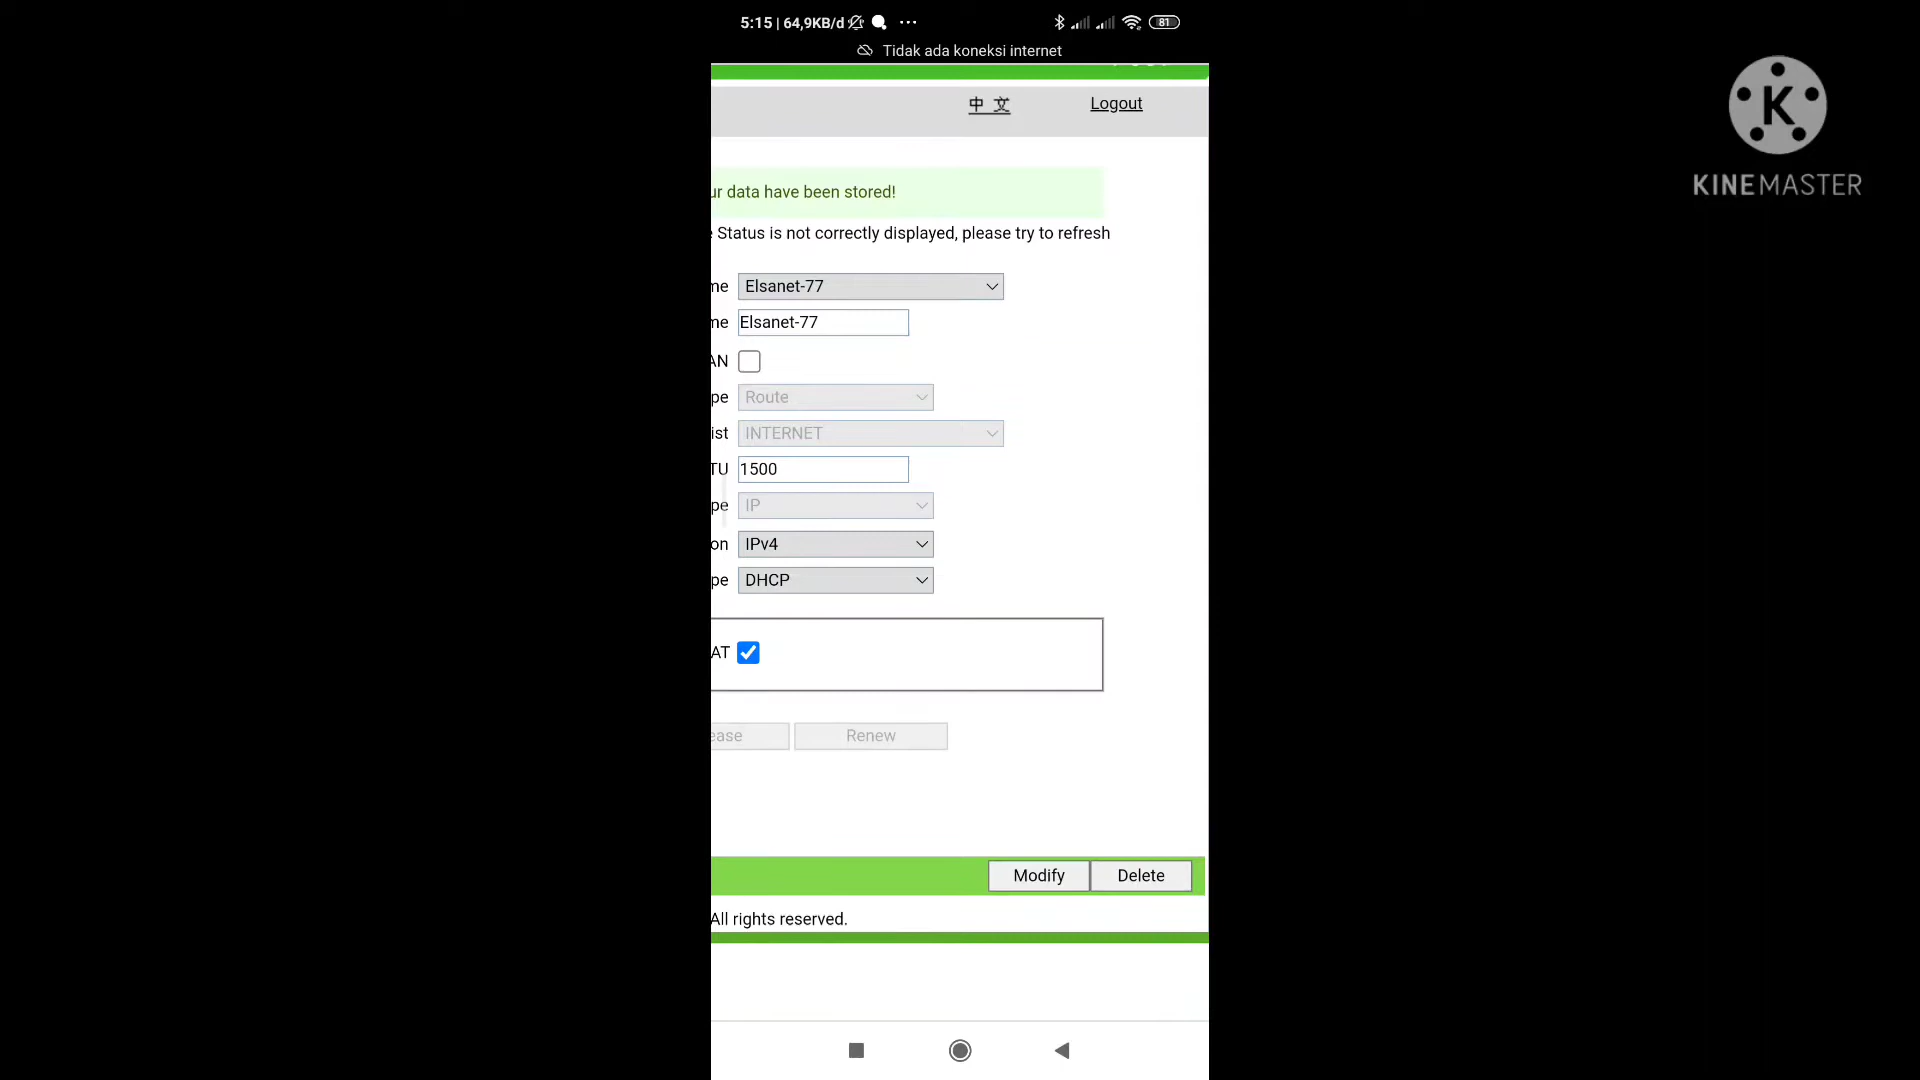 5:15 | 64,9KB/d ... 81
Tidak ada koneksi internet
中 文 Logout
ur data have been stored!
Status is not correctly displayed, please try to refresh
me Elsanet-77
me Elsanet-77
AN
pe Route
ist INTERNET
TU 1500
pe IP
on IPv4
pe DHCP
AT
ease Renew
Modify Delete
All rights reserved.
K
KINEMASTER